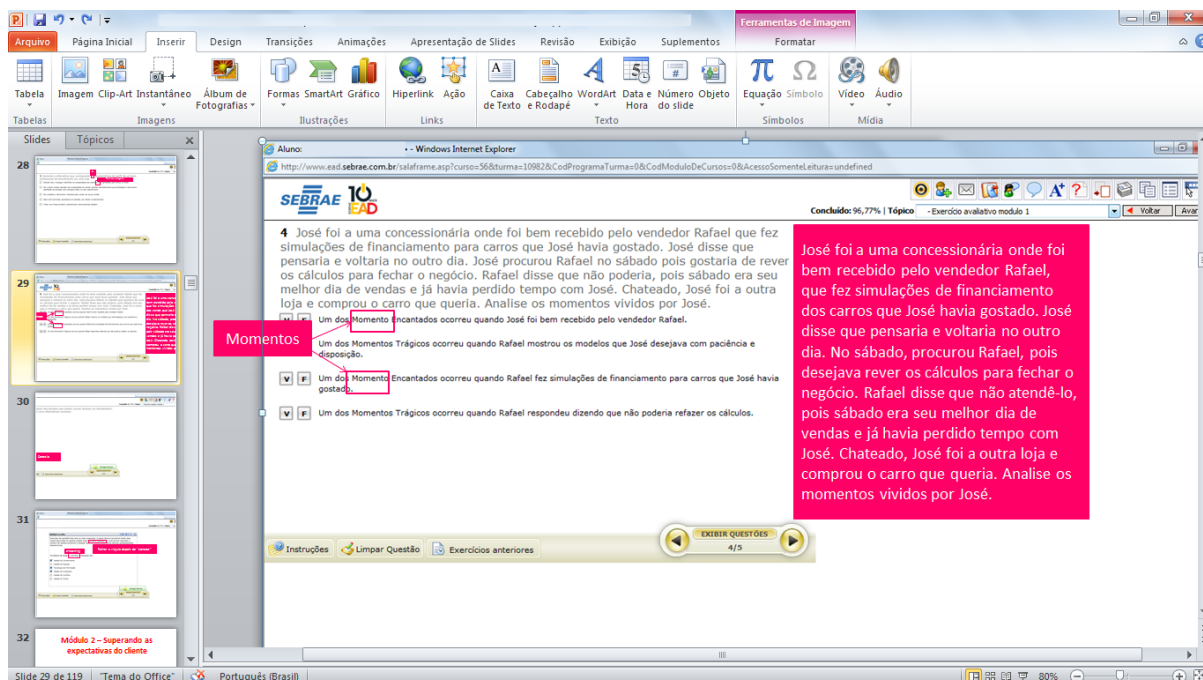 Ferramentas de Imagem
Arquivo Página Inicial Inserir Design Transições Animações Apresentação de Slides Revisão Exibição Suplementos Formatar
Tabela Imagem Clip-Art Instantâneo Álbum de Fotografias Formas SmartArt Gráfico Hiperlink Ação Caixa de Texto Cabeçalho e Rodapé WordArt Data e Hora Número do slide Objeto Equação Símbolo Vídeo Áudio
Tabelas Imagens Ilustrações Links Texto Símbolos Mídia
Slides Tópicos
28
29
30
31
32
Módulo 2 – Superando as
expectativas do cliente
Aluno: - Windows Internet Explorer
http://www.ead.sebrae.com.br/salaframe.asp?curso=56&turma=10982&CodProgramaTurma=0&CodModuloDeCursos=0&AcessoSomenteLeitura=undefined
SEBRAE 10 EAD
Concluído: 96,77% | Tópico - Exercício avaliativo modulo 1 Voltar Avar
4 José foi a uma concessionária onde foi bem recebido pelo vendedor Rafael que fez
simulações de financiamento para carros que José havia gostado. José disse que
pensaria e voltaria no outro dia. José procurou Rafael no sábado pois gostaria de rever
os cálculos para fechar o negócio. Rafael disse que não poderia, pois sábado era seu
melhor dia de vendas e já havia perdido tempo com José. Chateado, José foi a outra
loja e comprou o carro que queria. Analise os momentos vividos por José.
V F Um dos Momento Encantados ocorreu quando José foi bem recebido pelo vendedor Rafael.
Momentos
Um dos Momentos Trágicos ocorreu quando Rafael mostrou os modelos que José desejava com paciência e
disposição.
V F Um dos Momento Encantados ocorreu quando Rafael fez simulações de financiamento para carros que José havia
gostado.
V F Um dos Momentos Trágicos ocorreu quando Rafael respondeu dizendo que não poderia refazer os cálculos.
José foi a uma concessionária onde foi
bem recebido pelo vendedor Rafael,
que fez simulações de financiamento
dos carros que José havia gostado. José
disse que pensaria e voltaria no outro
dia. No sábado, procurou Rafael, pois
desejava rever os cálculos para fechar o
negócio. Rafael disse que não atendê-lo,
pois sábado era seu melhor dia de
vendas e já havia perdido tempo com
José. Chateado, José foi a outra loja e
comprou o carro que queria. Analise os
momentos vividos por José.
Instruções Limpar Questão Exercícios anteriores
EXIBIR QUESTÕES
4/5
Slide 29 de 119 "Tema do Office" Português (Brasil) 80%